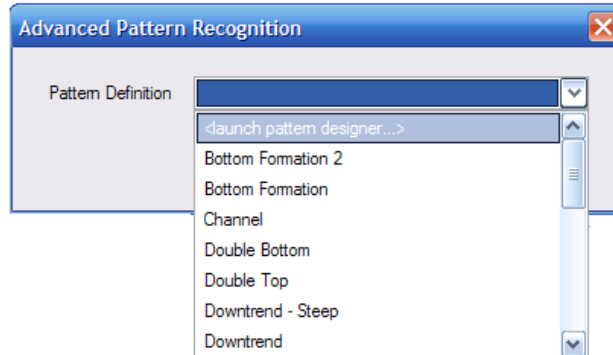 Advanced Pattern Recognition
Pattern Definition
<launch pattern designer...>
Bottom Formation 2
Bottom Formation
Channel
Double Bottom
Double Top
Downtrend - Steep
Downtrend